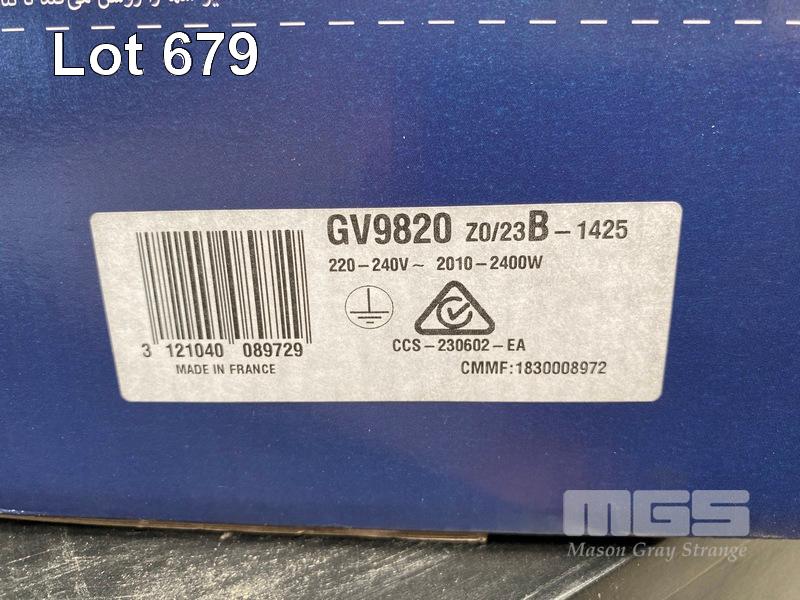 Lot 679
GV9820 Z0/23B-1425
220-240V~ 2010-2400W
3 121040 089729
MADE IN FRANCE
CCS-230602-EA
CMMF:1830008972
MGS
Mason Gray Strange